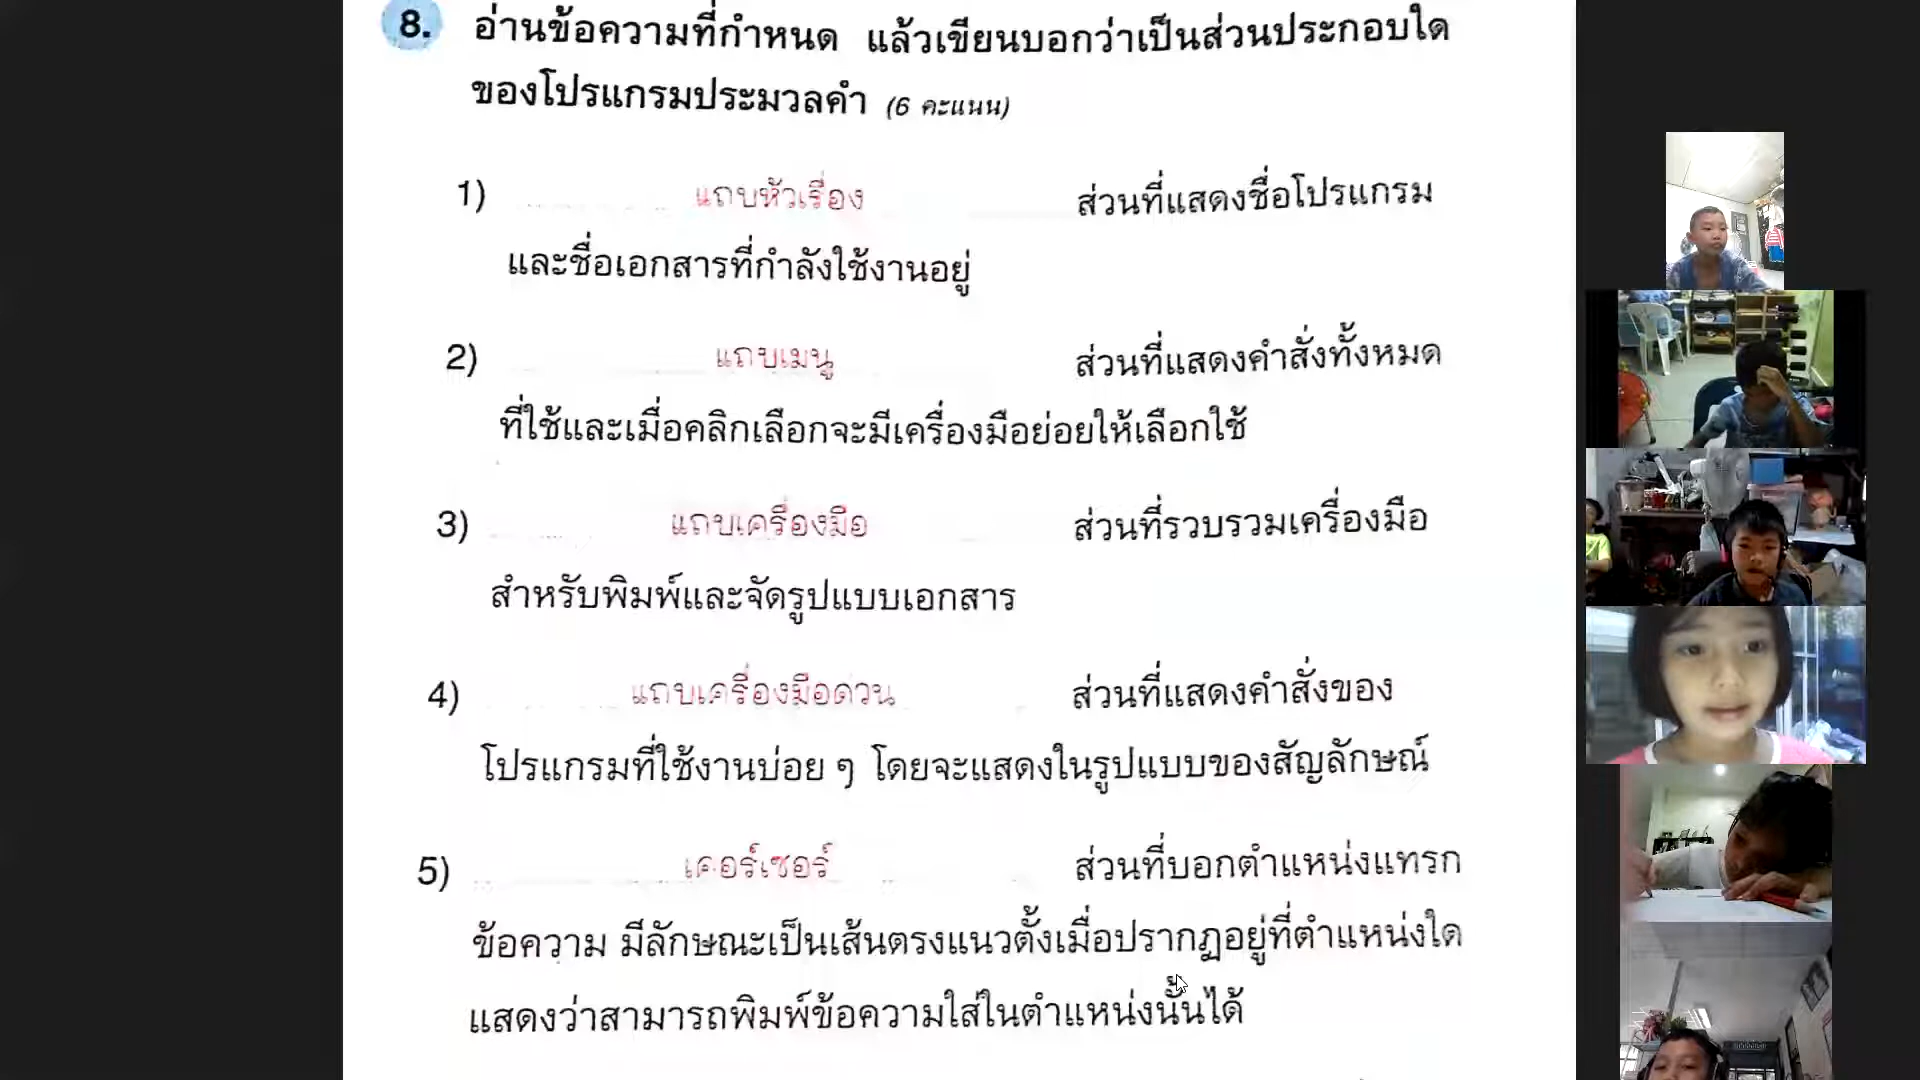 8. อ่านข้อความที่กำหนด แล้วเขียนบอกว่าเป็นส่วนประกอบใด
ของโปรแกรมประมวลคำ (6 คะแนน)
1) แถบหัวเรื่อง ส่วนที่แสดงชื่อโปรแกรม
และชื่อเอกสารที่กำลังใช้งานอยู่
2) แถบเมนู ส่วนที่แสดงคำสั่งทั้งหมด
ที่ใช้และเมื่อคลิกเลือกจะมีเครื่องมือย่อยให้เลือกใช้
3) แถบเครื่องมือ ส่วนที่รวบรวมเครื่องมือ
สำหรับพิมพ์และจัดรูปแบบเอกสาร
4) แถบเครื่องมือด่วน ส่วนที่แสดงคำสั่งของ
โปรแกรมที่ใช้งานบ่อย ๆ โดยจะแสดงในรูปแบบของสัญลักษณ์
5) เคอร์เซอร์ ส่วนที่บอกตำแหน่งแทรก
ข้อความ มีลักษณะเป็นเส้นตรงแนวตั้งเมื่อปรากฏอยู่ที่ตำแหน่งใด
แสดงว่าสามารถพิมพ์ข้อความใส่ในตำแหน่งนั้นได้